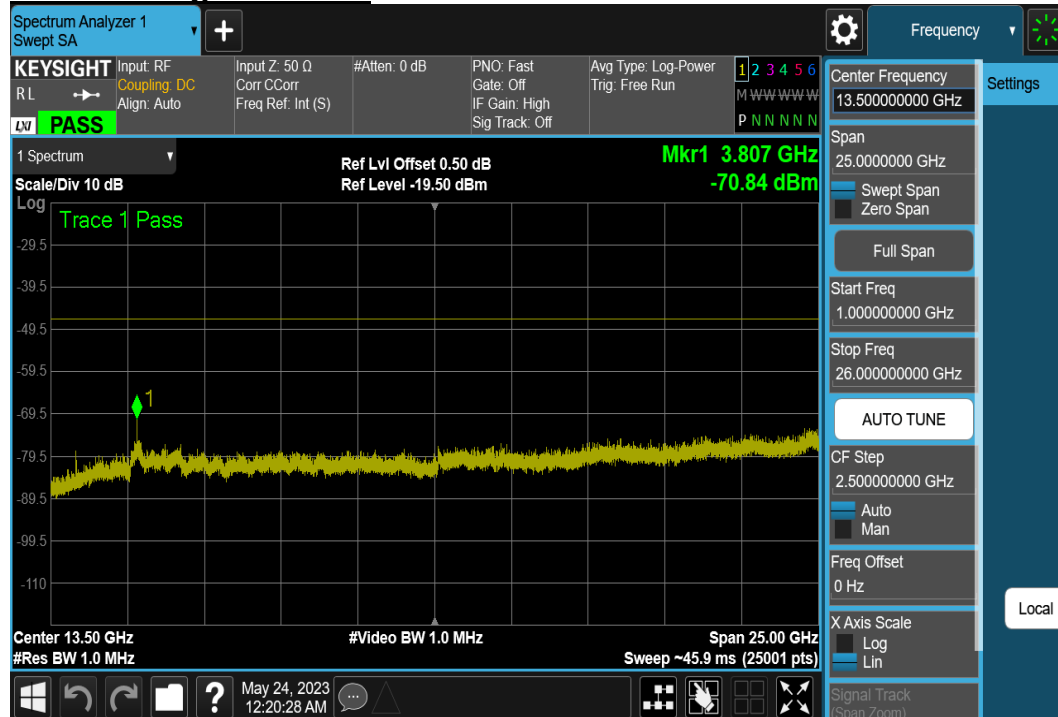 Spectrum Analyzer 1
Swept SA
+
Frequency
KEYSIGHT
R L
LXI
PASS
Input: RF
Coupling: DC
Align: Auto
Input Z: 50 Ω
Corr CCorr
Freq Ref: Int (S)
#Atten: 0 dB
PNO: Fast
Gate: Off
IF Gain: High
Sig Track: Off
Avg Type: Log-Power
Trig: Free Run
1 2 3 4 5 6
M W W W W W
P N N N N N
1 Spectrum
Scale/Div 10 dB
Ref Lvl Offset 0.50 dB
Ref Level -19.50 dBm
Mkr1 3.807 GHz
-70.84 dBm
Log
Trace 1 Pass
-29.5
-39.5
-49.5
-59.5
-69.5
-79.5
-89.5
-99.5
-110
1
Center 13.50 GHz
#Res BW 1.0 MHz
#Video BW 1.0 MHz
Span 25.00 GHz
Sweep ~45.9 ms (25001 pts)
?
May 24, 2023
12:20:28 AM
Center Frequency
13.500000000 GHz
Span
25.0000000 GHz
Swept Span
Zero Span
Full Span
Start Freq
1.000000000 GHz
Stop Freq
26.000000000 GHz
AUTO TUNE
CF Step
2.500000000 GHz
Auto
Man
Freq Offset
0 Hz
X Axis Scale
Log
Lin
Signal Track
(Span Zoom)
Settings
Local